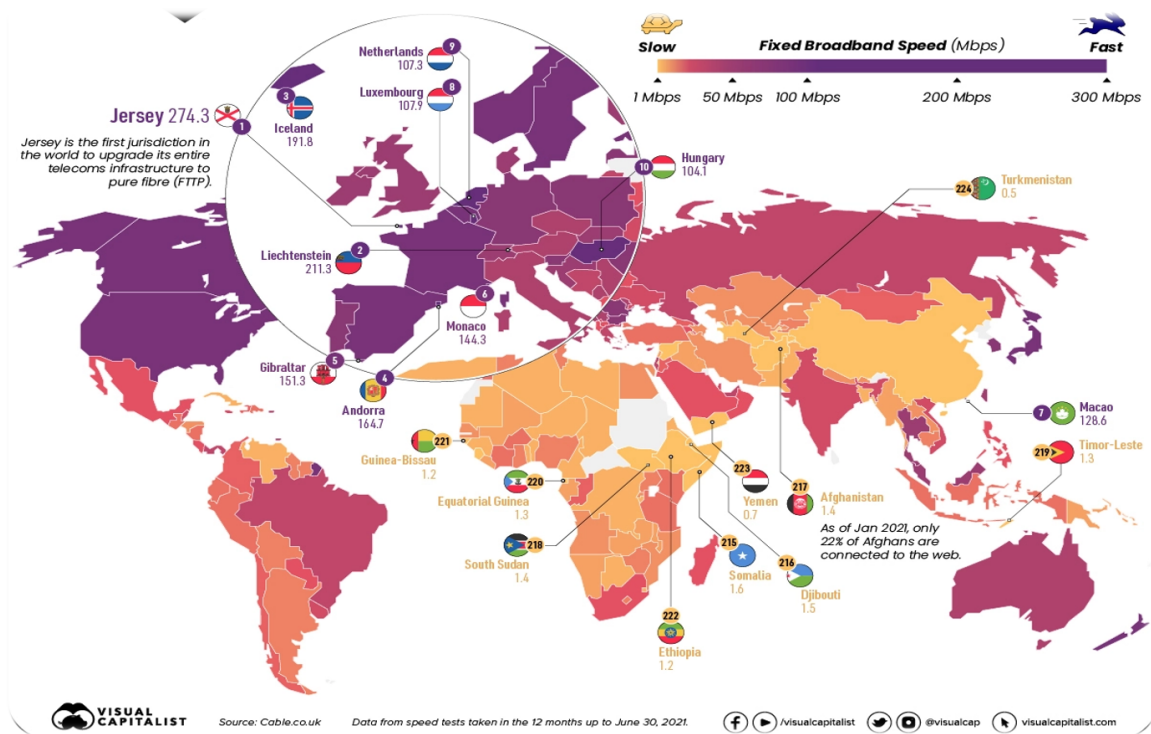 Slow
Fixed Broadband Speed (Mbps)
Fast
1 Mbps
50 Mbps
100 Mbps
200 Mbps
300 Mbps
Netherlands
107.3
9
Luxembourg
107.9
8
3
Iceland
191.8
Jersey 274.3
1
Jersey is the first jurisdiction in
the world to upgrade its entire
telecoms infrastructure to
pure fibre (FTTP).
10
Hungary
104.1
224
Turkmenistan
0.5
Liechtenstein
211.3
2
6
Monaco
144.3
Gibraltar
151.3
5
4
Andorra
164.7
7
Macao
128.6
219
Timor-Leste
1.3
221
Guinea-Bissau
1.2
220
Equatorial Guinea
1.3
218
South Sudan
1.4
223
Yemen
0.7
217
Afghanistan
1.4
As of Jan 2021, only
22% of Afghans are
connected to the web.
215
Somalia
1.6
216
Djibouti
1.5
222
Ethiopia
1.2
VISUAL
CAPITALIST
Source: Cable.co.uk
Data from speed tests taken in the 12 months up to June 30, 2021.
/visualcapitalist
@visualcap
visualcapitalist.com